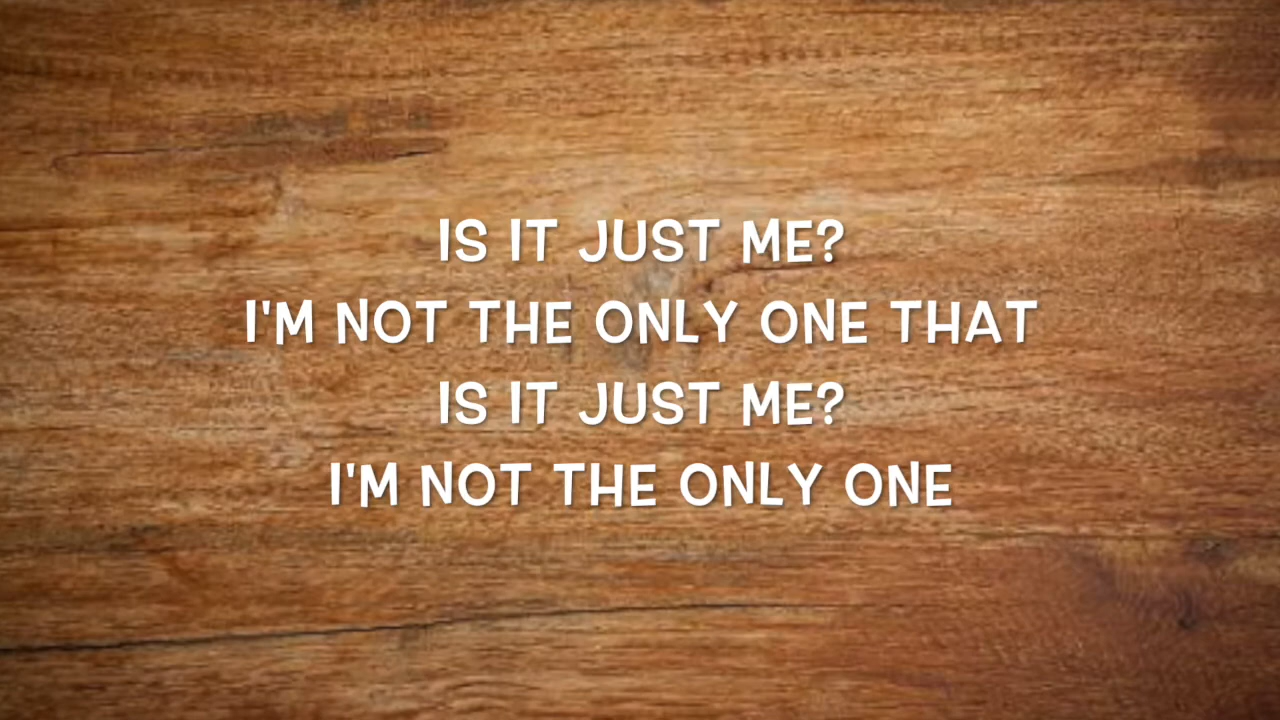 IS IT JUST ME?
I'M NOT THE ONLY ONE THAT
IS IT JUST ME?
I'M NOT THE ONLY ONE